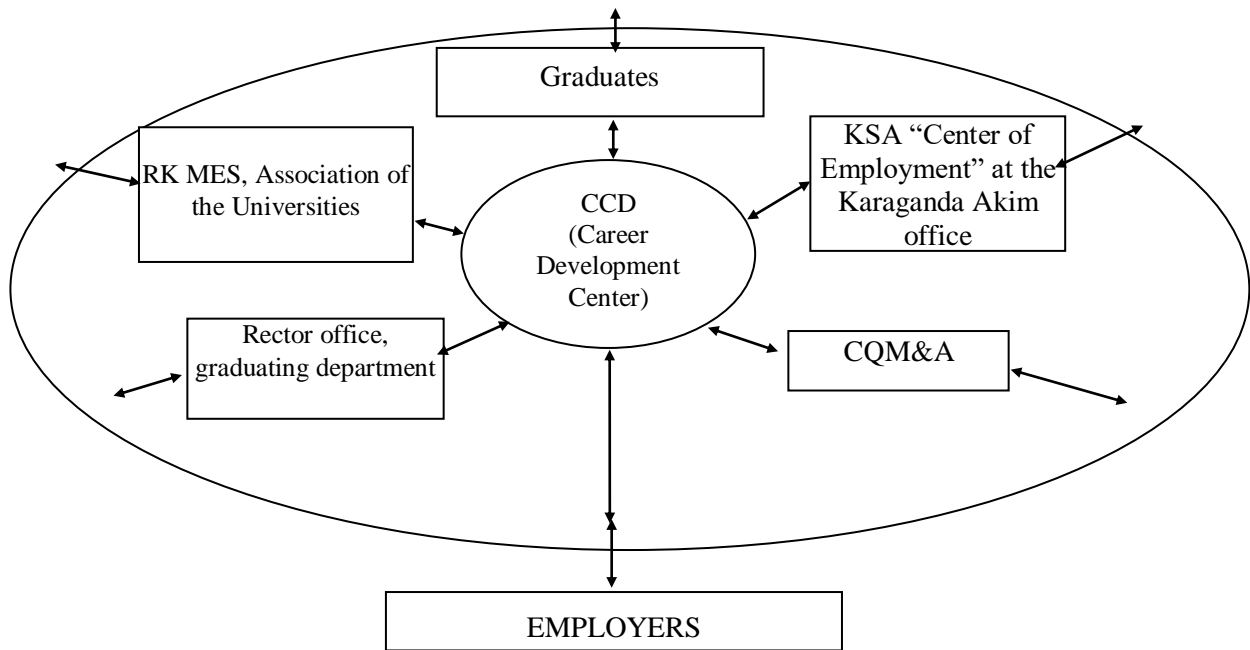 Graduates
RK MES, Association of
the Universities
KSA “Center of
Employment” at the
Karaganda Akim
office
CCD
(Career
Development
Center)
Rector office,
graduating department
CQM&A
EMPLOYERS